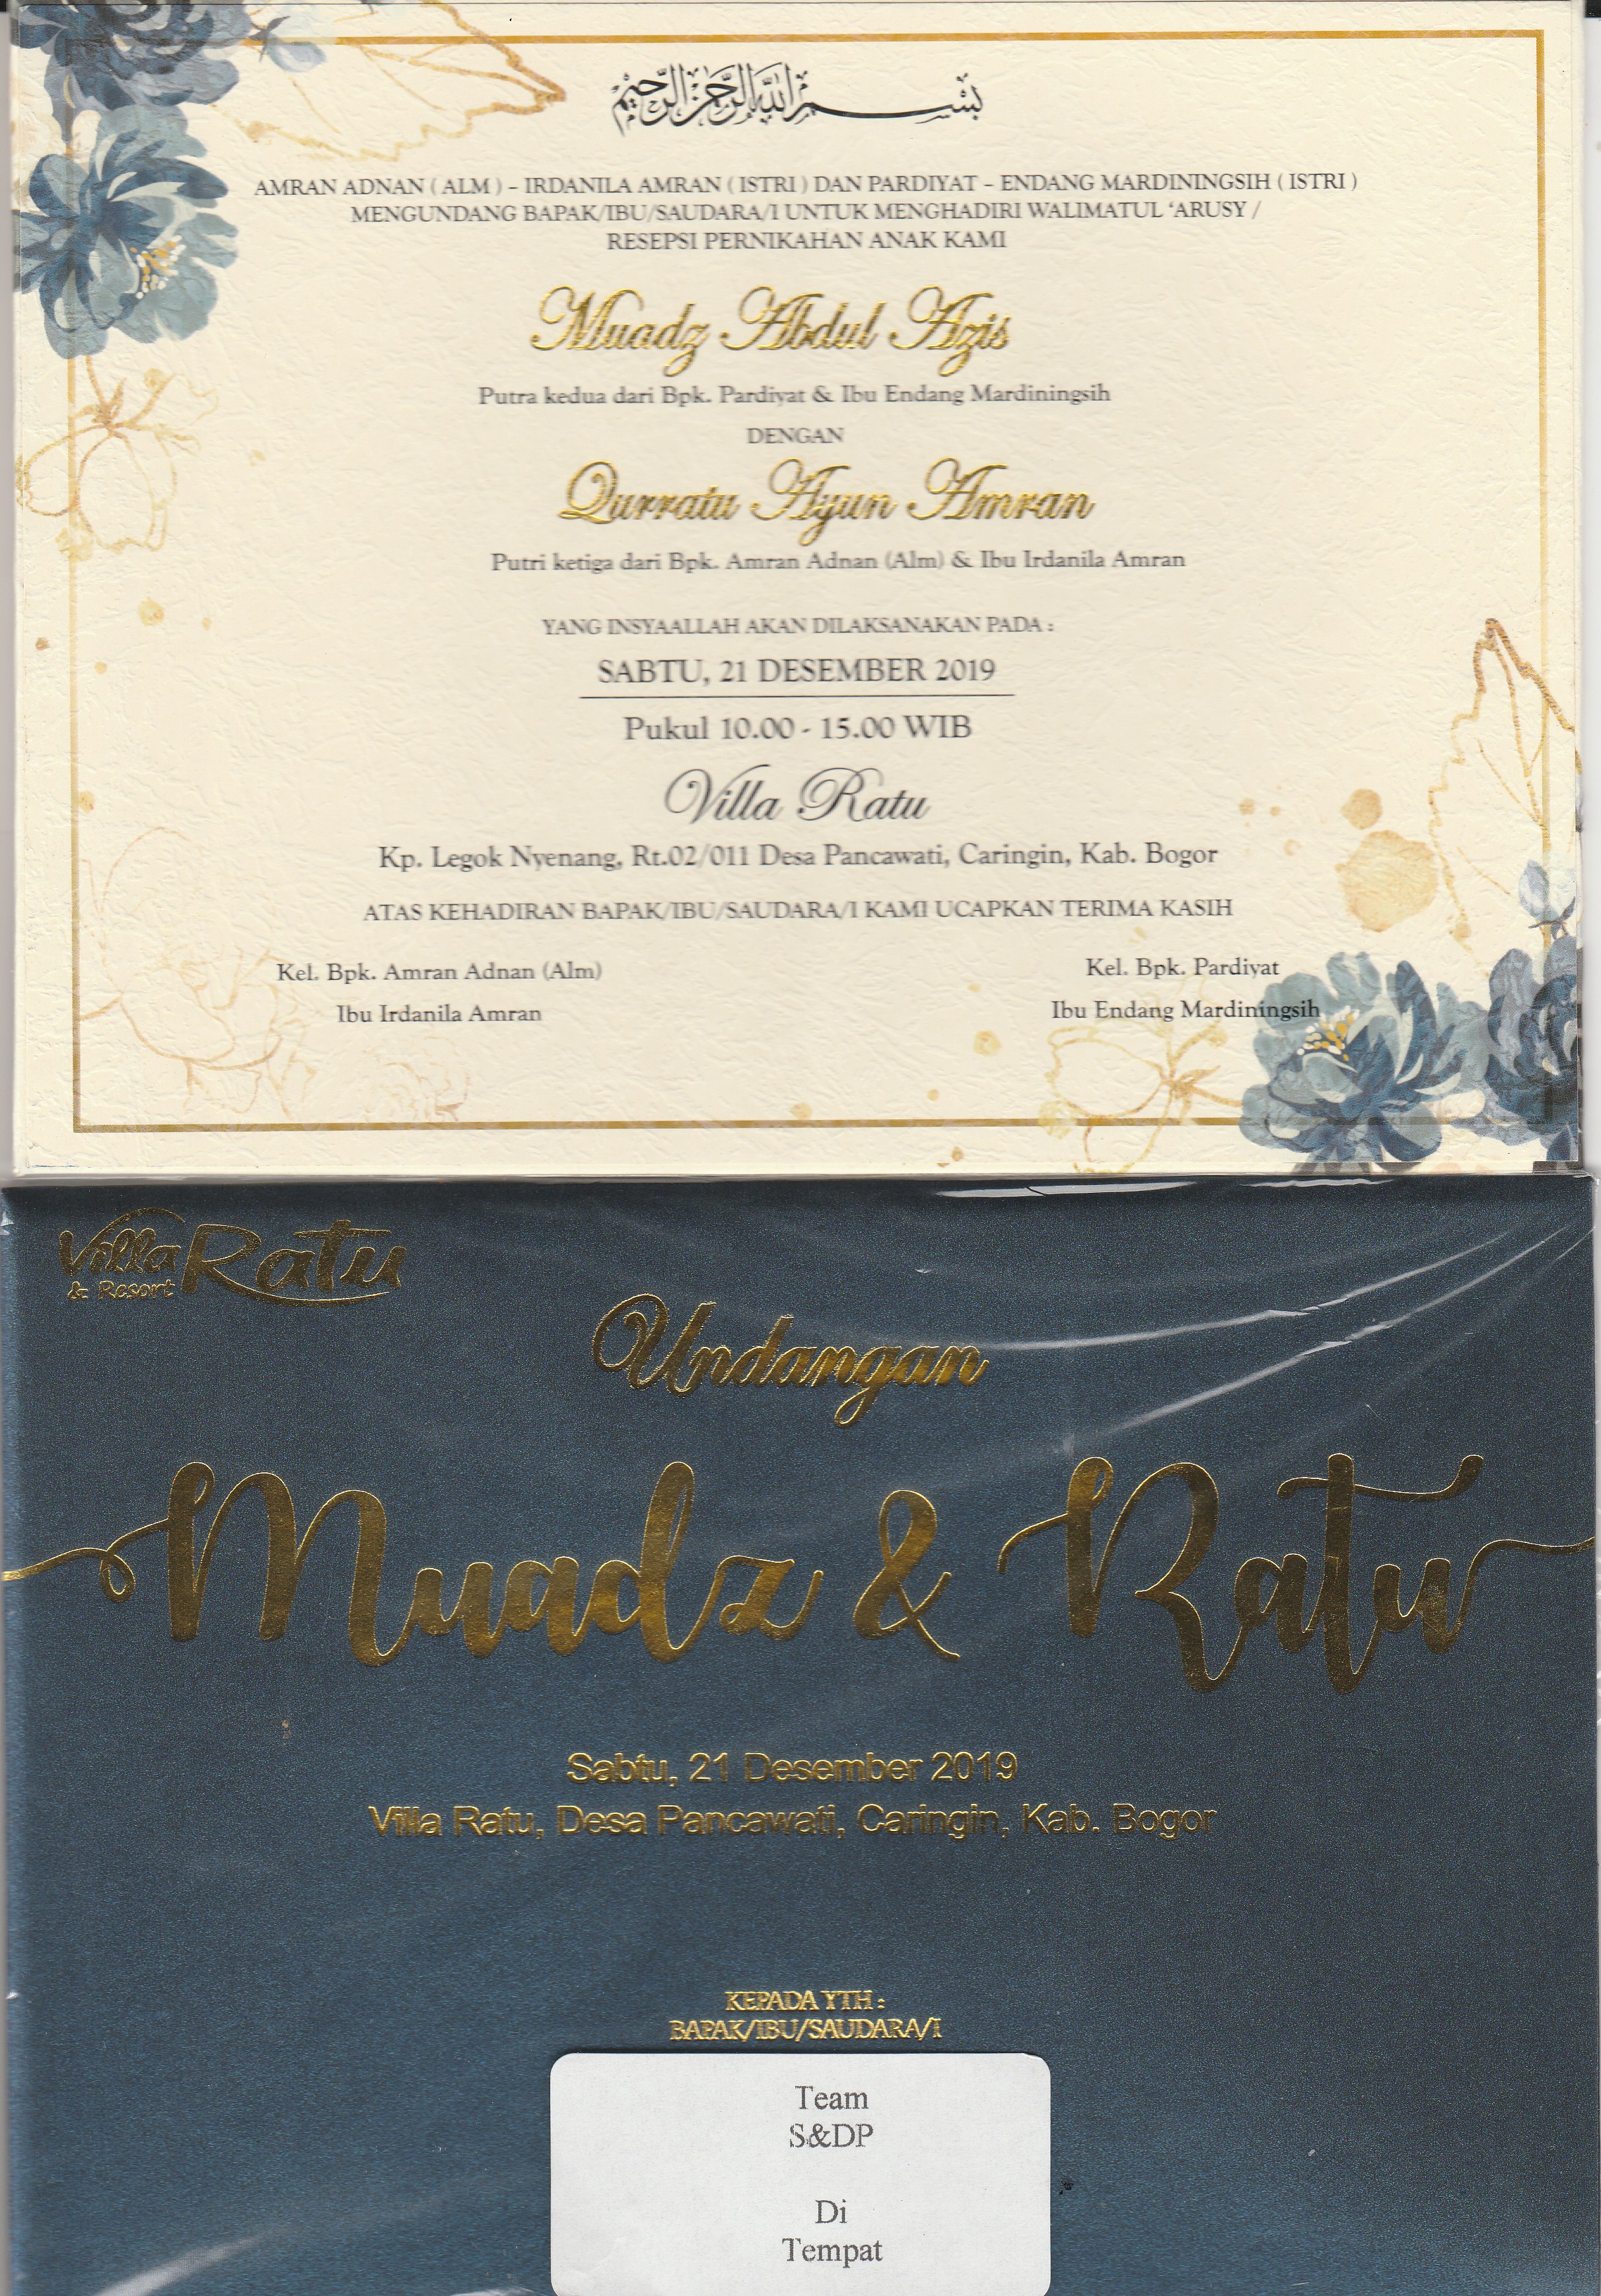 بِسْمِ اللهِ الرَّحْمٰنِ الرَّحِيْمِ
AMRAN ADNAN ( ALM ) – IRDANILA AMRAN ( ISTRI ) DAN PARDIYAT – ENDANG MARDININGSIH ( ISTRI )
MENGUNDANG BAPAK/IBU/SAUDARA/I UNTUK MENGHADIRI WALIMATUL ‘ARUSY /
RESEPSI PERNIKAHAN ANAK KAMI
Muadz Abdul Azis
Putra kedua dari Bpk. Pardiyat & Ibu Endang Mardiningsih
DENGAN
Qurratu Ayun Amran
Putri ketiga dari Bpk. Amran Adnan (Alm) & Ibu Irdanila Amran
YANG INSYAALLAH AKAN DILAKSANAKAN PADA :
SABTU, 21 DESEMBER 2019
Pukul 10.00 - 15.00 WIB
Villa Ratu
Kp. Legok Nyenang, Rt.02/011 Desa Pancawati, Caringin, Kab. Bogor
ATAS KEHADIRAN BAPAK/IBU/SAUDARA/I KAMI UCAPKAN TERIMA KASIH
Kel. Bpk. Amran Adnan (Alm)
Ibu Irdanila Amran
Kel. Bpk. Pardiyat
Ibu Endang Mardiningsih
Villa Ratu
& Resort
Undangan
Muadz & Ratu
Sabtu, 21 Desember 2019
Villa Ratu, Desa Pancawati, Caringin, Kab. Bogor
KEPADA YTH :
BAPAK/IBU/SAUDARA/I
Team
S&DP
Di
Tempat